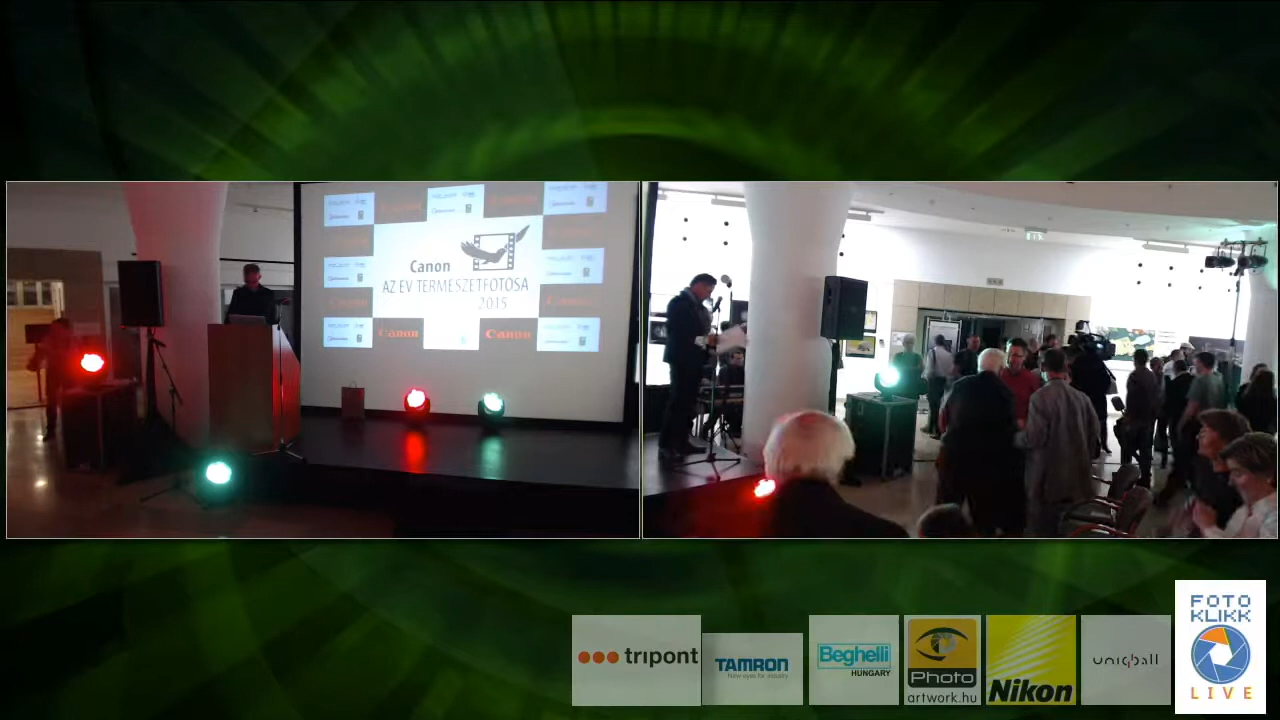 Canon
AZ ÉV TERMÉSZETFOTÓSA
2015
Canon
Canon
tripont
TAMRON
New eyes for industry
Beghelli
HUNGARY
Photo
artwork.hu
Nikon
uniqball
FOTO
KLIKK
LIVE